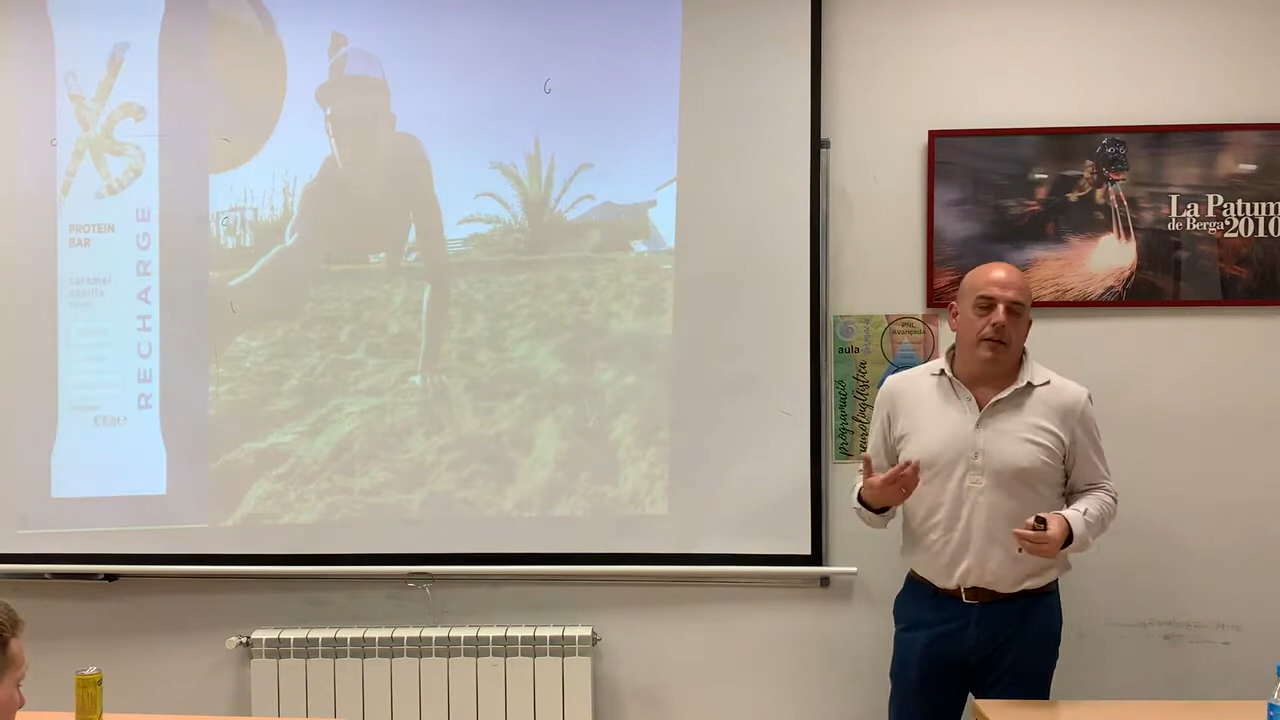 XS
PROTEIN
BAR
caramel
vanilla
RECHARGE
La Patum
de Berga 2010
PNL
Avançada
aula
programació
neurolingüística